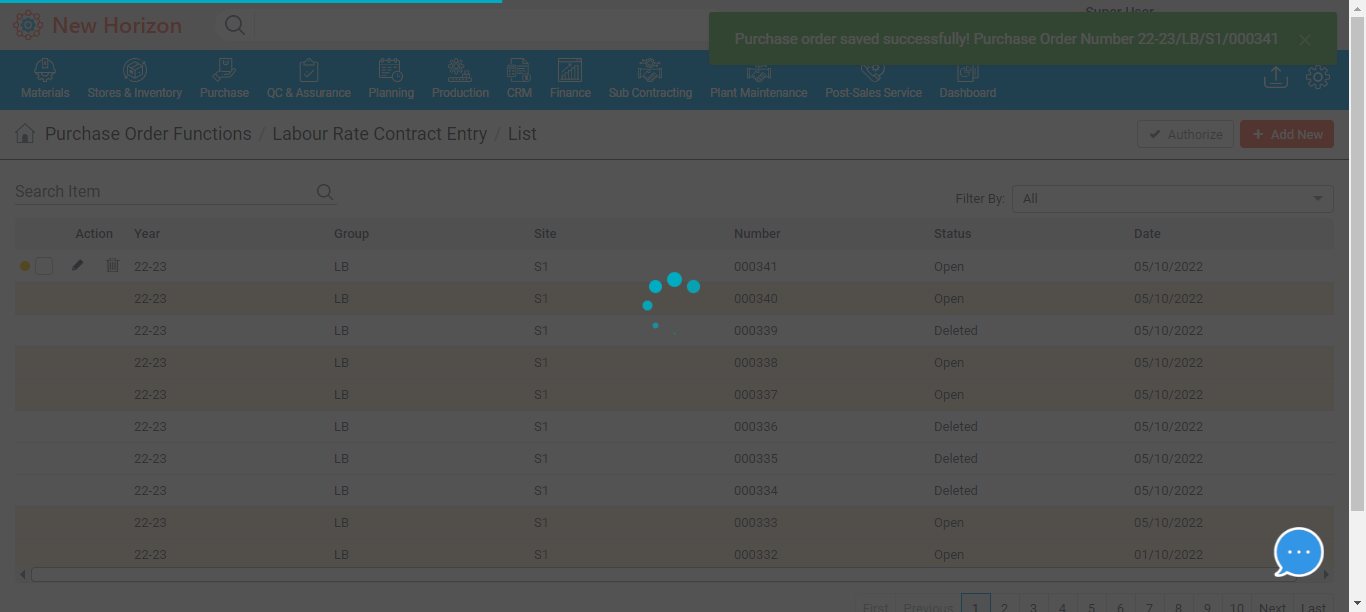 Super User
New Horizon
Purchase order saved successfully! Purchase Order Number 22-23/LB/S1/000341
Materials Stores & Inventory Purchase QC & Assurance Planning Production CRM Finance Sub Contracting Plant Maintenance Post-Sales Service Dashboard
Purchase Order Functions / Labour Rate Contract Entry / List
Authorize Add New
Search Item
Filter By: All
Action Year Group Site Number Status Date
22-23 LB S1 000341 Open 05/10/2022
22-23 LB S1 000340 Open 05/10/2022
22-23 LB S1 000339 Deleted 05/10/2022
22-23 LB S1 000338 Open 05/10/2022
22-23 LB S1 000337 Open 05/10/2022
22-23 LB S1 000336 Deleted 05/10/2022
22-23 LB S1 000335 Deleted 05/10/2022
22-23 LB S1 000334 Deleted 05/10/2022
22-23 LB S1 000333 Open 05/10/2022
22-23 LB S1 000332 Open 01/10/2022
First Previous 1 2 3 4 5 6 7 8 9 10 Next Last